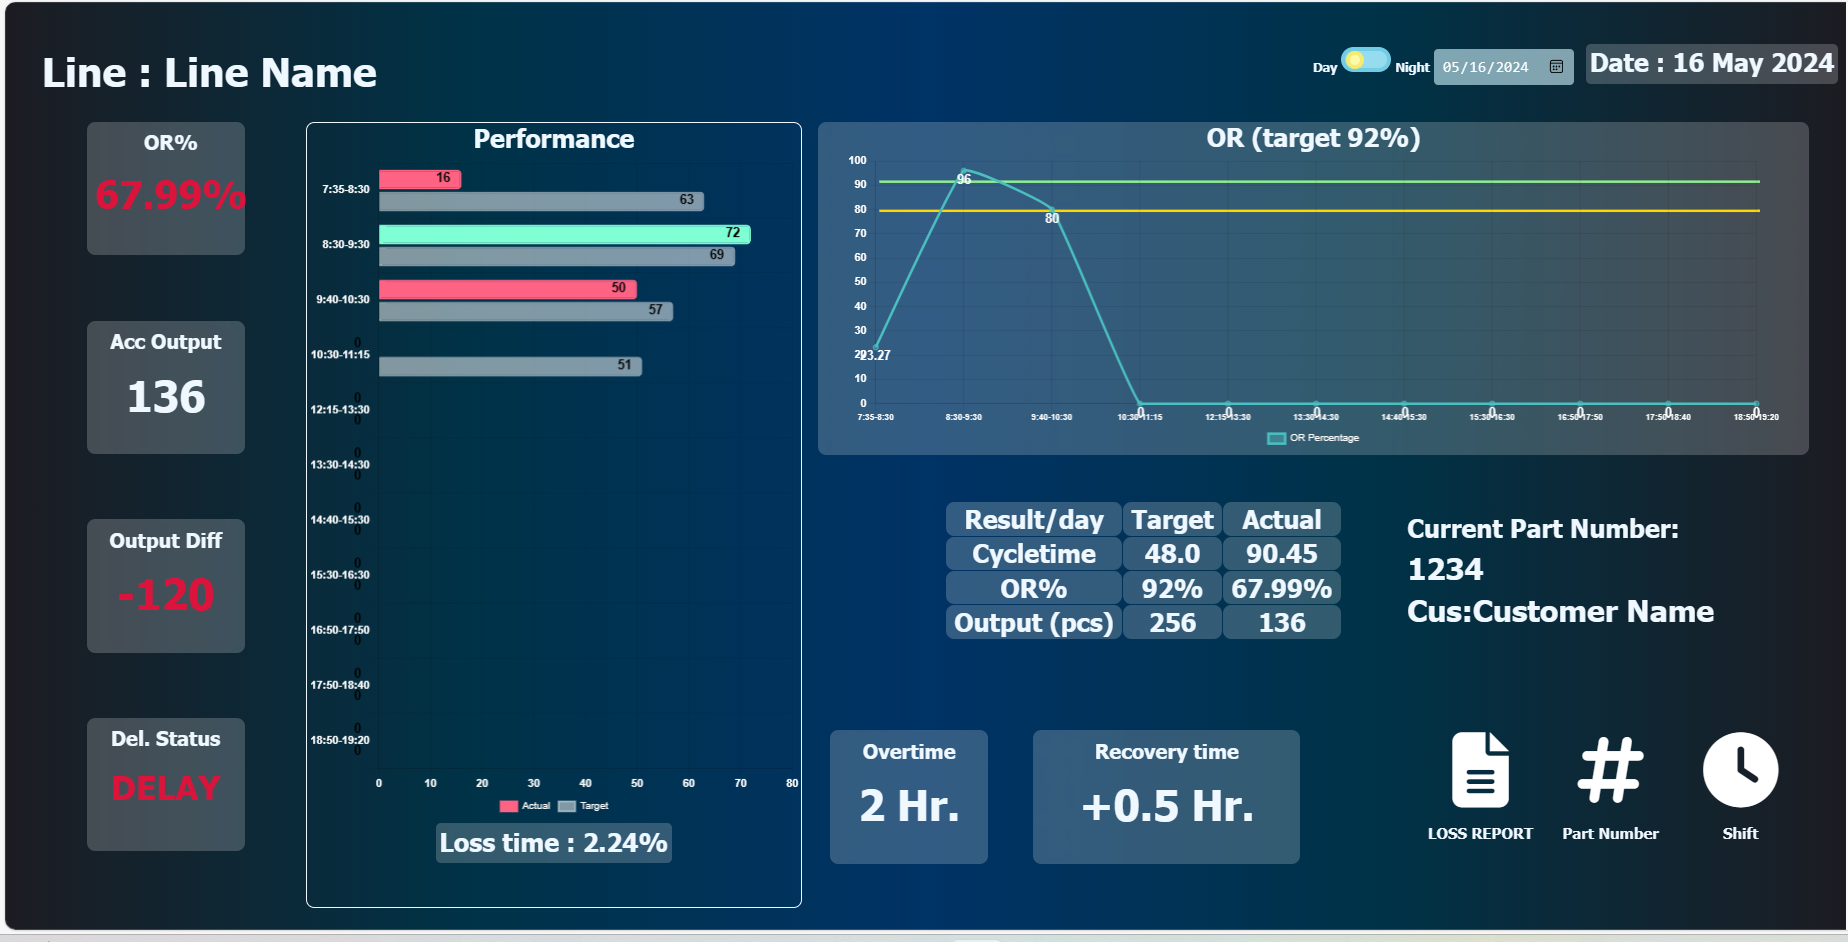 Line : Line Name
Day
Night
05/16/2024
Date : 16 May 2024
OR%
67.99%
Acc Output
136
Output Diff
-120
Del. Status
DELAY
Performance
7:35-8:30
16
63
8:30-9:30
72
69
9:40-10:30
50
57
10:30-11:15
0
51
12:15-13:30
0
0
13:30-14:30
0
0
14:40-15:30
0
0
15:30-16:30
0
0
16:50-17:50
0
0
17:50-18:40
0
0
18:50-19:20
0
0
0 10 20 30 40 50 60 70 80
Actual Target
Loss time : 2.24%
OR (target 92%)
100
90
80
70
60
50
40
30
20
10
0
23.27
96
80
0 0 0 0 0 0 0 0
7:35-8:30 8:30-9:30 9:40-10:30 10:30-11:15 12:15-13:30 13:30-14:30 14:40-15:30 15:30-16:30 16:50-17:50 17:50-18:40 18:50-19:20
OR Percentage
Result/day Target Actual
Cycletime 48.0 90.45
OR% 92% 67.99%
Output (pcs) 256 136
Current Part Number:
1234
Cus:Customer Name
Overtime
2 Hr.
Recovery time
+0.5 Hr.
LOSS REPORT
Part Number
Shift